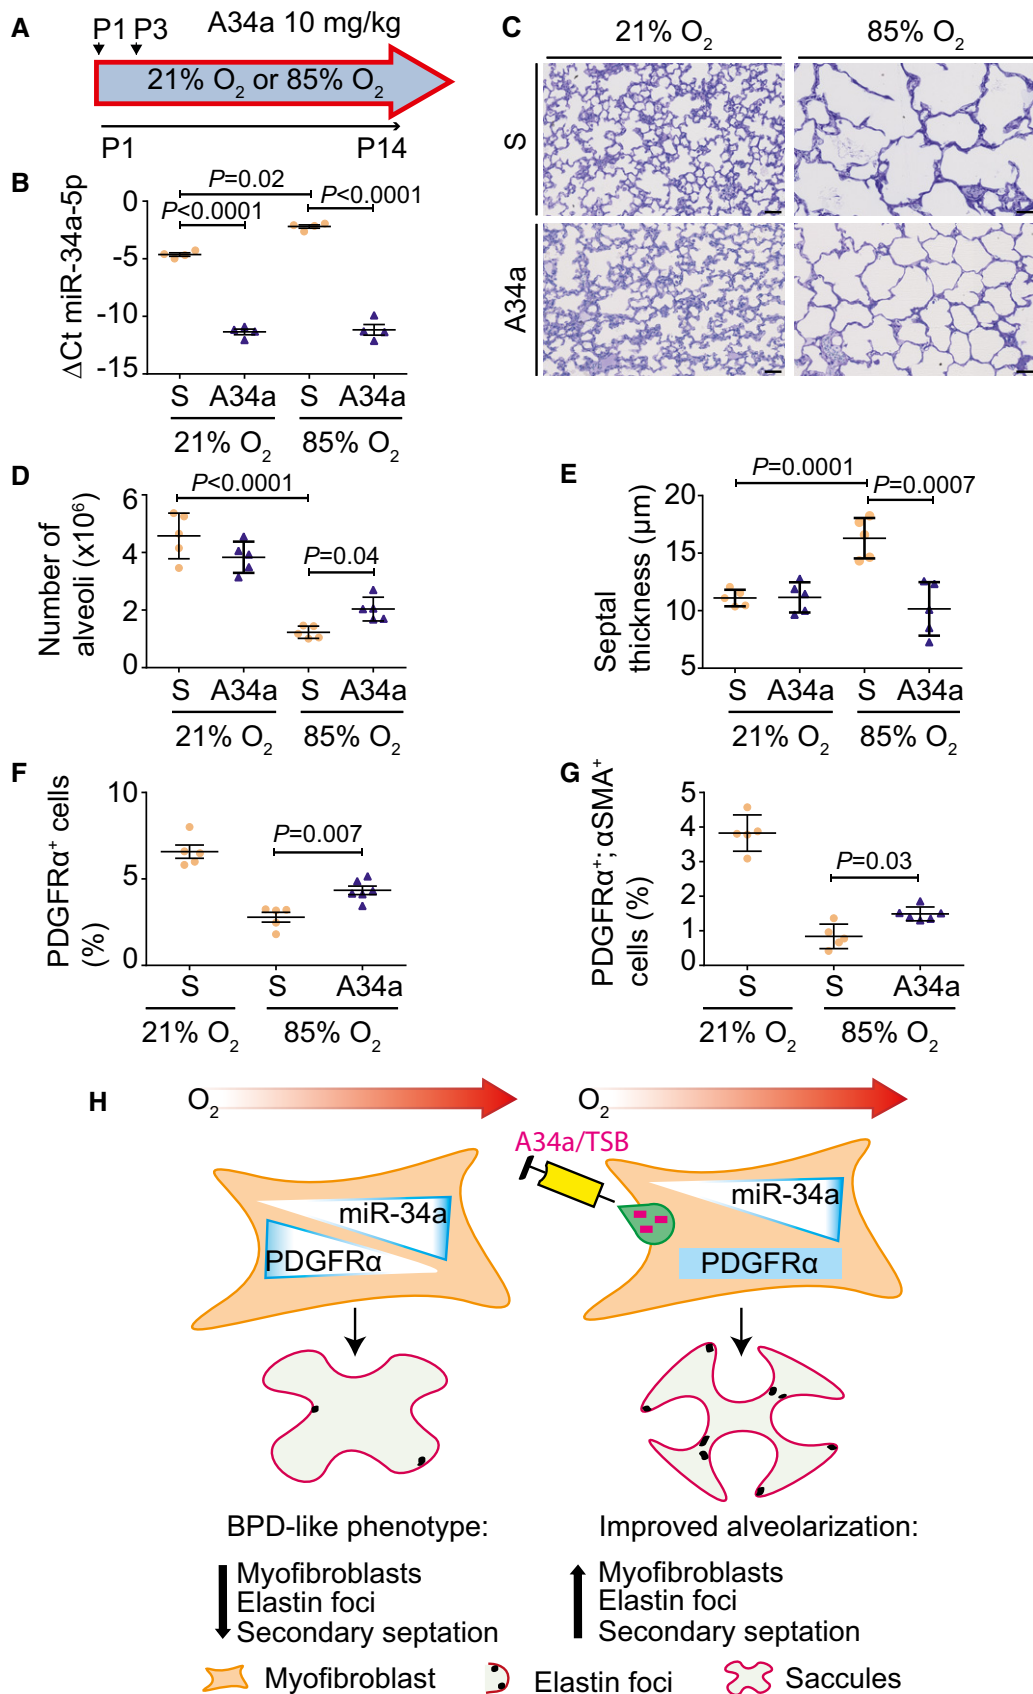 A
P1 P3 A34a 10 mg/kg
21% O2 or 85% O2
P1 P14
B
ΔCt miR-34a-5p
0
-5
-10
-15
P=0.02
P<0.0001 P<0.0001
S A34a S A34a
21% O2 85% O2
C
21% O2 85% O2
S
A34a
D
Number of
alveoli (x10⁶)
6
4
2
0
P<0.0001
P=0.04
S A34a S A34a
21% O2 85% O2
E
Septal
thickness (µm)
20
15
10
5
P=0.0001
P=0.0007
S A34a S A34a
21% O2 85% O2
F
PDGFRα⁺ cells
(%)
10
5
0
P=0.007
S S A34a
21% O2 85% O2
G
PDGFRα⁺; αSMA⁺
cells (%)
5
4
3
2
1
0
P=0.03
S S A34a
21% O2 85% O2
H
O2
miR-34a
PDGFRα
BPD-like phenotype:
Myofibroblasts
Elastin foci
Secondary septation
O2
A34a/TSB
miR-34a
PDGFRα
Improved alveolarization:
Myofibroblasts
Elastin foci
Secondary septation
Myofibroblast Elastin foci Saccules